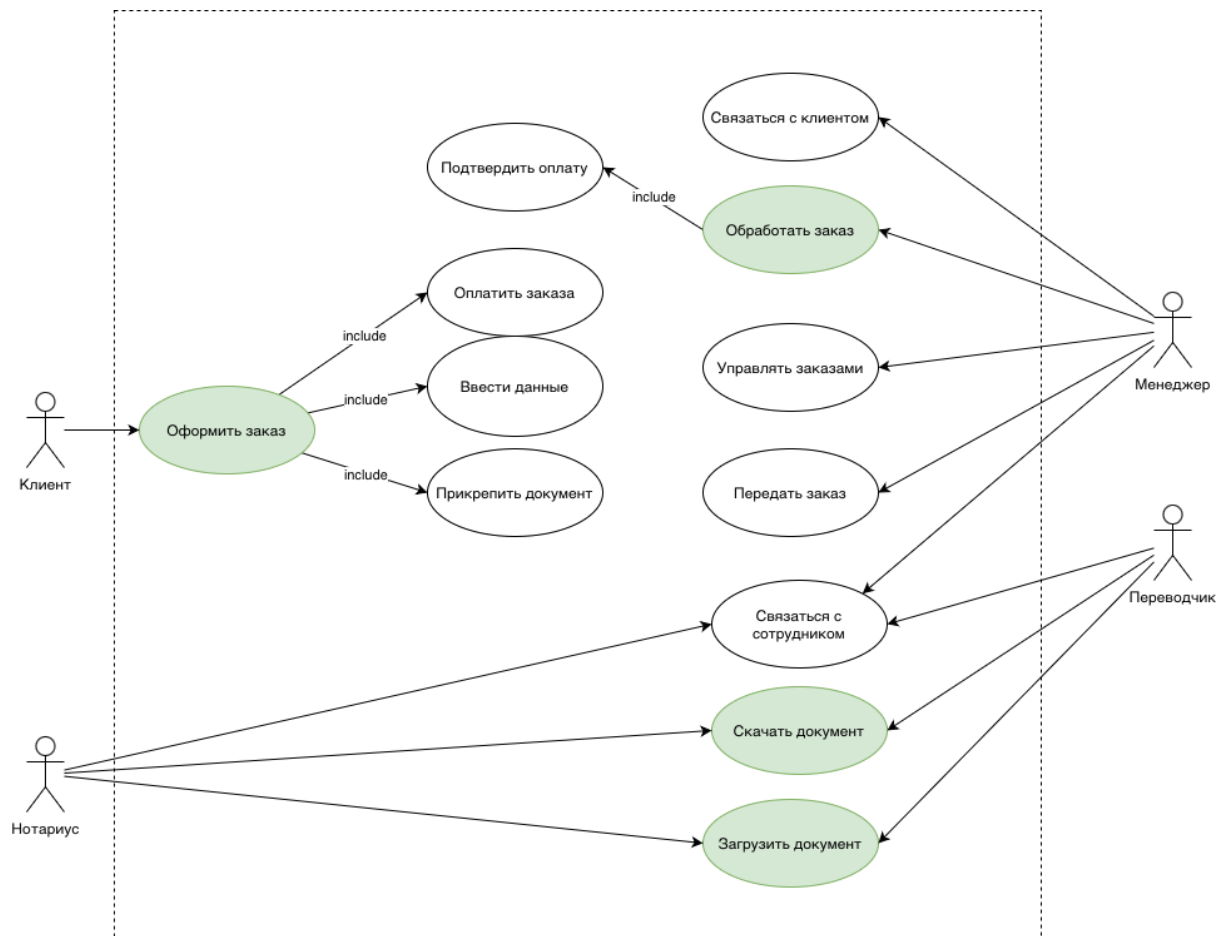 Связаться с клиентом
Подтвердить оплату
include
Обработать заказ
Оплатить заказа
include
Управлять заказами
Менеджер
Ввести данные
include
Оформить заказ
Клиент
include
Прикрепить документ
Передать заказ
Переводчик
Связаться с
сотрудником
Скачать документ
Нотариус
Загрузить документ